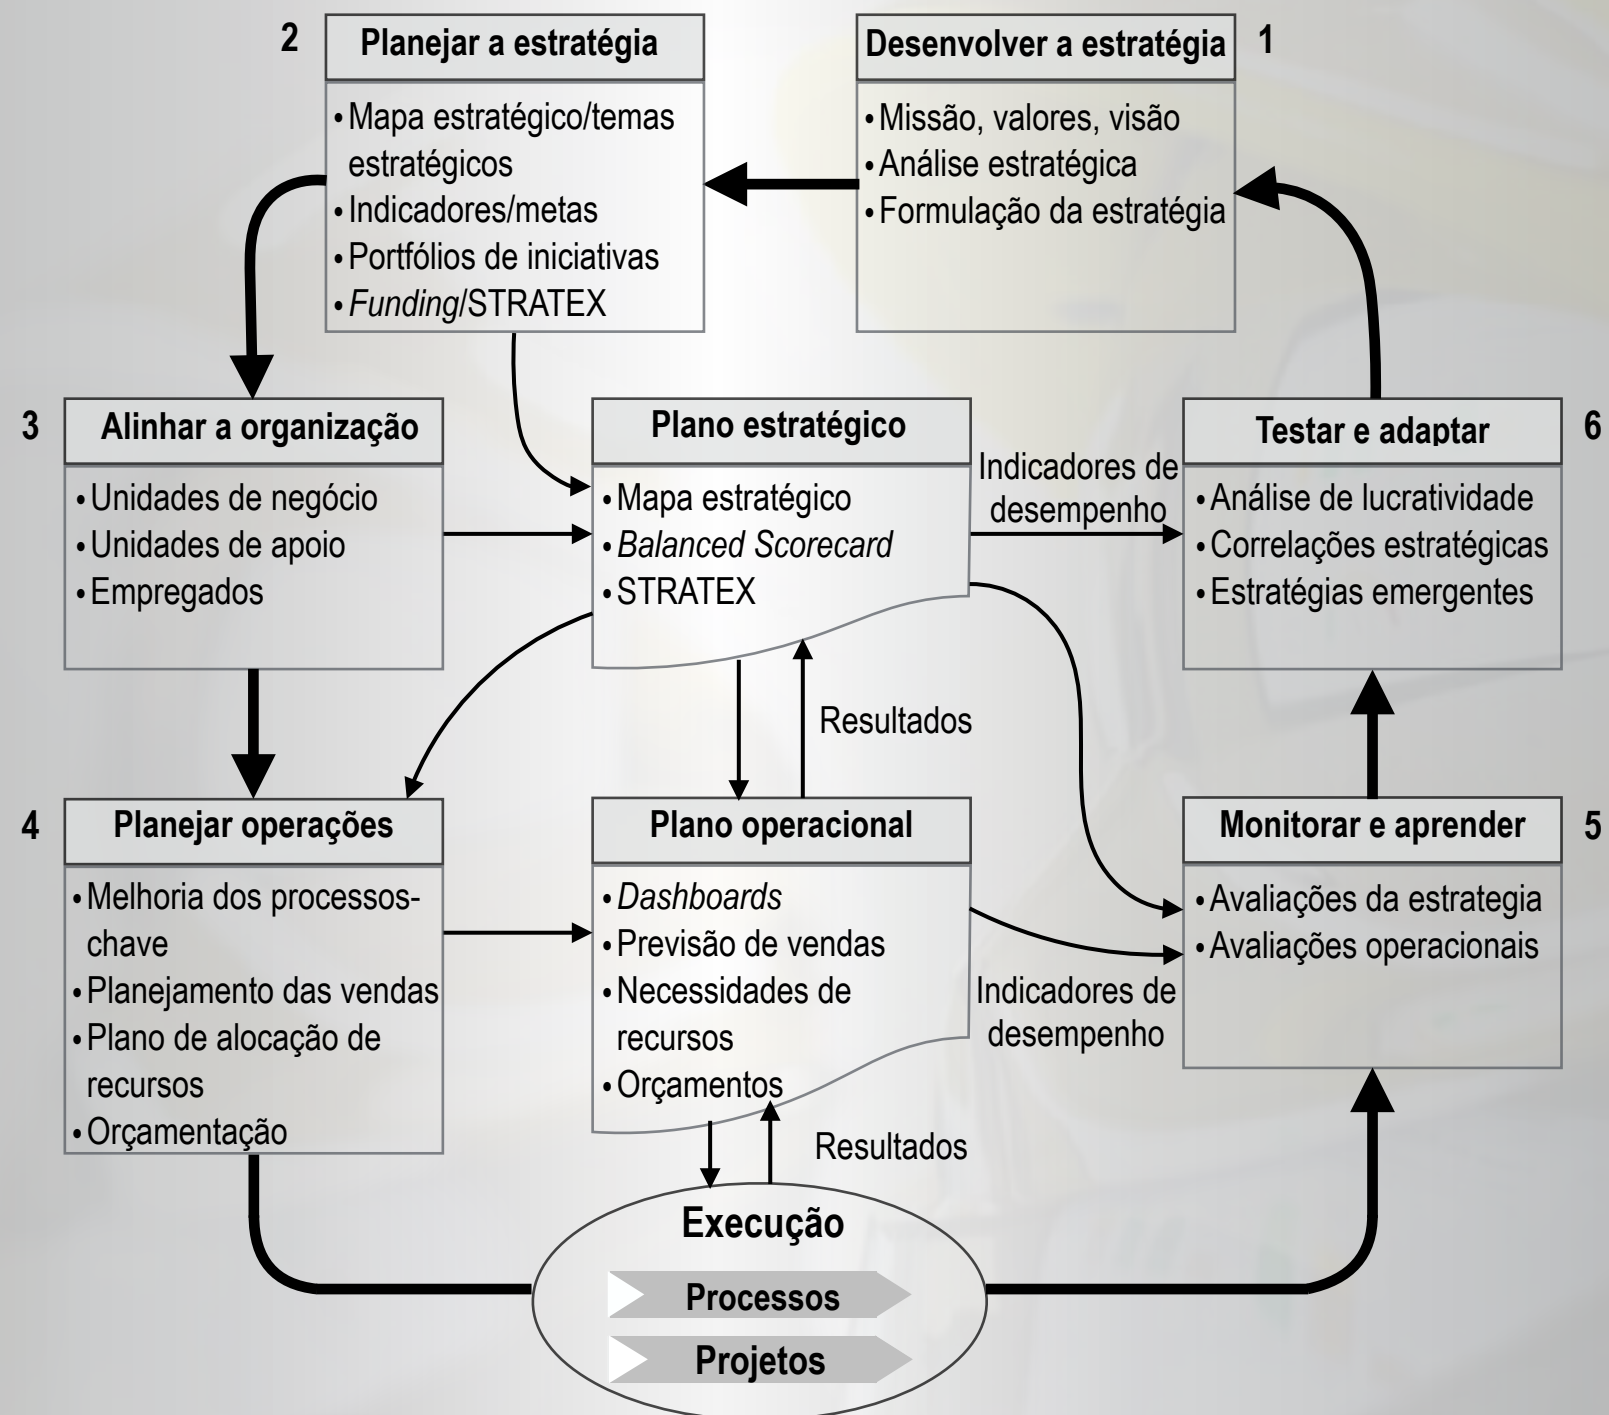 2
Planejar a estratégia
• Mapa estratégico/temas
estratégicos
• Indicadores/metas
• Portfólios de iniciativas
• Funding/STRATEX
Desenvolver a estratégia
1
• Missão, valores, visão
• Análise estratégica
• Formulação da estratégia
3
Alinhar a organização
• Unidades de negócio
• Unidades de apoio
• Empregados
Plano estratégico
• Mapa estratégico
• Balanced Scorecard
• STRATEX
Indicadores de
desempenho
Testar e adaptar
6
• Análise de lucratividade
• Correlações estratégicas
• Estratégias emergentes
Resultados
4
Planejar operações
• Melhoria dos processos-
chave
• Planejamento das vendas
• Plano de alocação de
recursos
• Orçamentação
Plano operacional
• Dashboards
• Previsão de vendas
• Necessidades de
recursos
• Orçamentos
Indicadores de
desempenho
Monitorar e aprender
5
• Avaliações da estrategia
• Avaliações operacionais
Resultados
Execução
Processos
Projetos